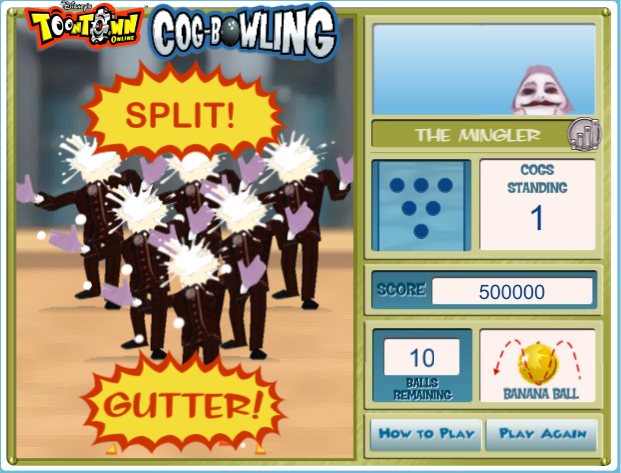 Disney's
TOONTOWN
ONLINE
COG-BOWLING
SPLIT!
GUTTER!
THE MINGLER
COGS
STANDING
1
SCORE 500000
10
BALLS
REMAINING
BANANA BALL
HOW TO PLAY
PLAY AGAIN